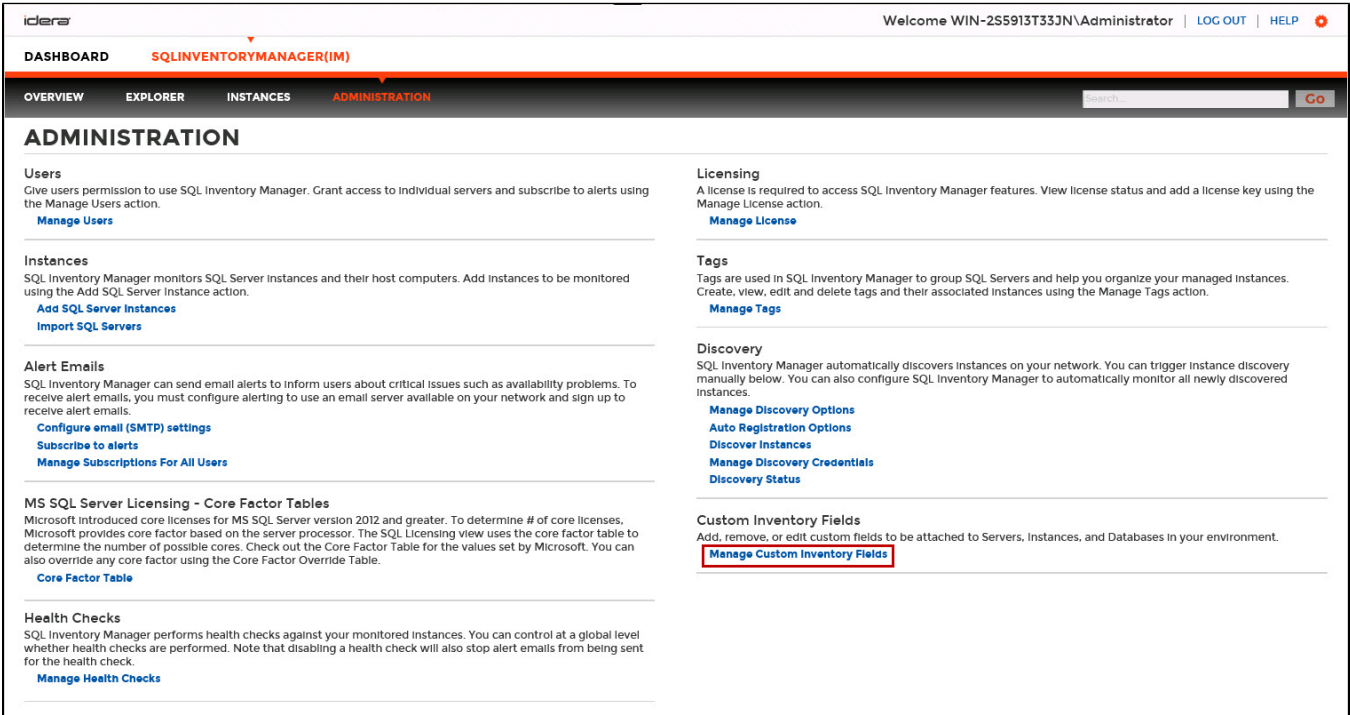 idera
Welcome WIN-2S5913T33JN\Administrator | LOG OUT | HELP
DASHBOARD SQLINVENTORYMANAGER(IM)
OVERVIEW EXPLORER INSTANCES ADMINISTRATION
Search... Go
ADMINISTRATION
Users
Give users permission to use SQL Inventory Manager. Grant access to individual servers and subscribe to alerts using
the Manage Users action.
Manage Users
Instances
SQL Inventory Manager monitors SQL Server instances and their host computers. Add instances to be monitored
using the Add SQL Server Instance action.
Add SQL Server Instances
Import SQL Servers
Alert Emails
SQL Inventory Manager can send email alerts to inform users about critical issues such as availability problems. To
receive alert emails, you must configure alerting to use an email server available on your network and sign up to
receive alert emails.
Configure email (SMTP) settings
Subscribe to alerts
Manage Subscriptions For All Users
MS SQL Server Licensing - Core Factor Tables
Microsoft introduced core licenses for MS SQL Server version 2012 and greater. To determine # of core licenses,
Microsoft provides core factor based on the server processor. The SQL Licensing view uses the core factor table to
determine the number of possible cores. Check out the Core Factor Table for the values set by Microsoft. You can
also override any core factor using the Core Factor Override Table.
Core Factor Table
Health Checks
SQL Inventory Manager performs health checks against your monitored instances. You can control at a global level
whether health checks are performed. Note that disabling a health check will also stop alert emails from being sent
for the health check.
Manage Health Checks
Licensing
A license is required to access SQL Inventory Manager features. View license status and add a license key using the
Manage License action.
Manage License
Tags
Tags are used in SQL Inventory Manager to group SQL Servers and help you organize your managed instances.
Create, view, edit and delete tags and their associated instances using the Manage Tags action.
Manage Tags
Discovery
SQL Inventory Manager automatically discovers instances on your network. You can trigger instance discovery
manually below. You can also configure SQL Inventory Manager to automatically monitor all newly discovered
instances.
Manage Discovery Options
Auto Registration Options
Discover Instances
Manage Discovery Credentials
Discovery Status
Custom Inventory Fields
Add, remove, or edit custom fields to be attached to Servers, Instances, and Databases in your environment.
Manage Custom Inventory Fields